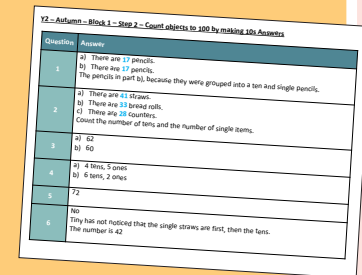 Y2 – Autumn – Block 1 – Step 2 – Count objects to 100 by making 10s Answers
Question Answer
1
a) There are 17 pencils.
b) There are 17 pencils.
The pencils in part b), because they were grouped into a ten and single pencils.
2
a) There are 41 straws.
b) There are 33 bread rolls.
c) There are 28 counters.
Count the number of tens and the number of single items.
3
a) 62
b) 60
4
a) 4 tens, 5 ones
b) 6 tens, 2 ones
5
72
6
No
Tiny has not noticed that the single straws are first, then the tens.
The number is 42